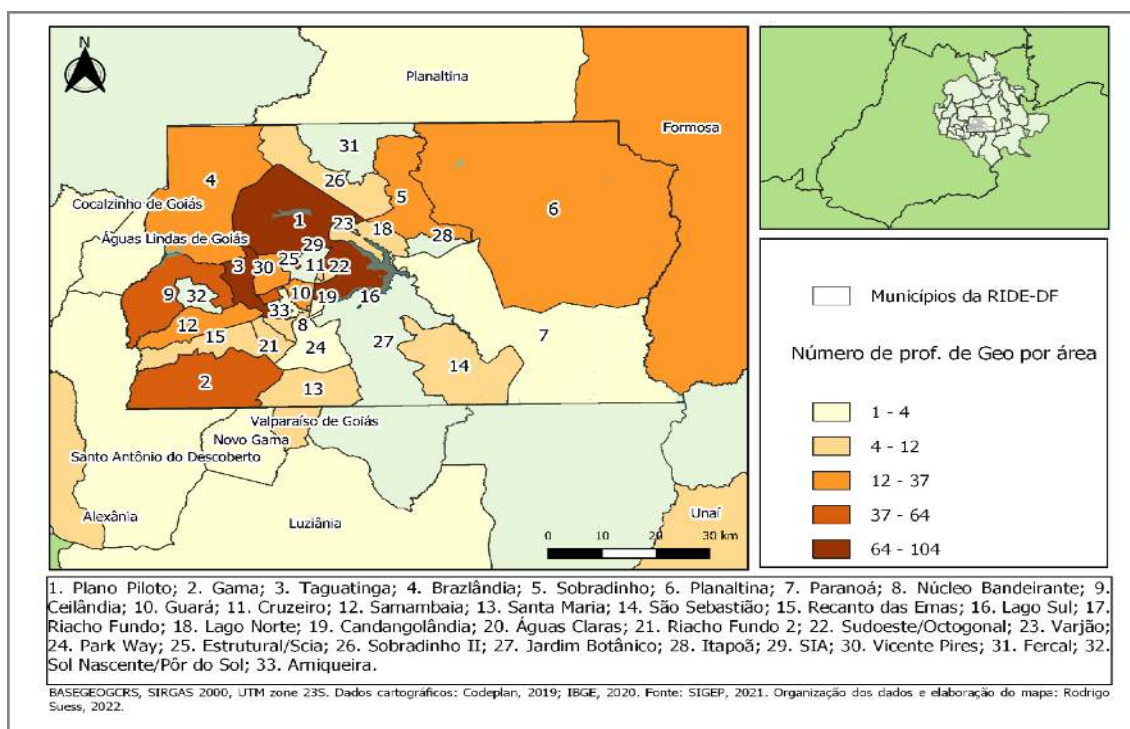 N
Planaltina
Formosa
31
4
26
5
6
Cocalzinho de Goiás
1
23
18
28
Águas Lindas de Goiás
29
3
30
25
11
22
9
32
10
19
16
33
12
8
7
15
21
24
27
14
2
13
Valparaíso de Goiás
Novo Gama
Santo Antônio do Descoberto
Alexânia
Luziânia
Unaí
0 10 20 30 km
Municípios da RIDE-DF
Número de prof. de Geo por área
1 - 4
4 - 12
12 - 37
37 - 64
64 - 104
1. Plano Piloto; 2. Gama; 3. Taguatinga; 4. Brazlândia; 5. Sobradinho; 6. Planaltina; 7. Paranoá; 8. Núcleo Bandeirante; 9.
Ceilândia; 10. Guará; 11. Cruzeiro; 12. Samambaia; 13. Santa Maria; 14. São Sebastião; 15. Recanto das Emas; 16. Lago Sul; 17.
Riacho Fundo; 18. Lago Norte; 19. Candangolândia; 20. Águas Claras; 21. Riacho Fundo 2; 22. Sudoeste/Octogonal; 23. Varjão;
24. Park Way; 25. Estrutural/Scia; 26. Sobradinho II; 27. Jardim Botânico; 28. Itapoã; 29. SIA; 30. Vicente Pires; 31. Fercal; 32.
Sol Nascente/Pôr do Sol; 33. Arniqueira.
BASEGEOGCRS, SIRGAS 2000, UTM zone 23S. Dados cartográficos: Codeplan, 2019; IBGE, 2020. Fonte: SIGEP, 2021. Organização dos dados e elaboração do mapa: Rodrigo
Suess, 2022.